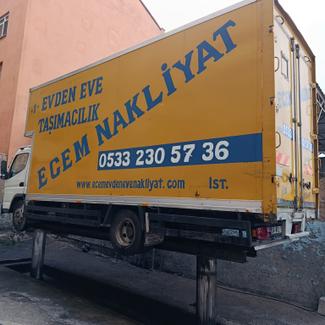 EVDEN EVE
TAŞIMACILIK
ECEM NAKLİYAT
0533 230 57 36
www.ecemevdenevenakliyat.com
İST.